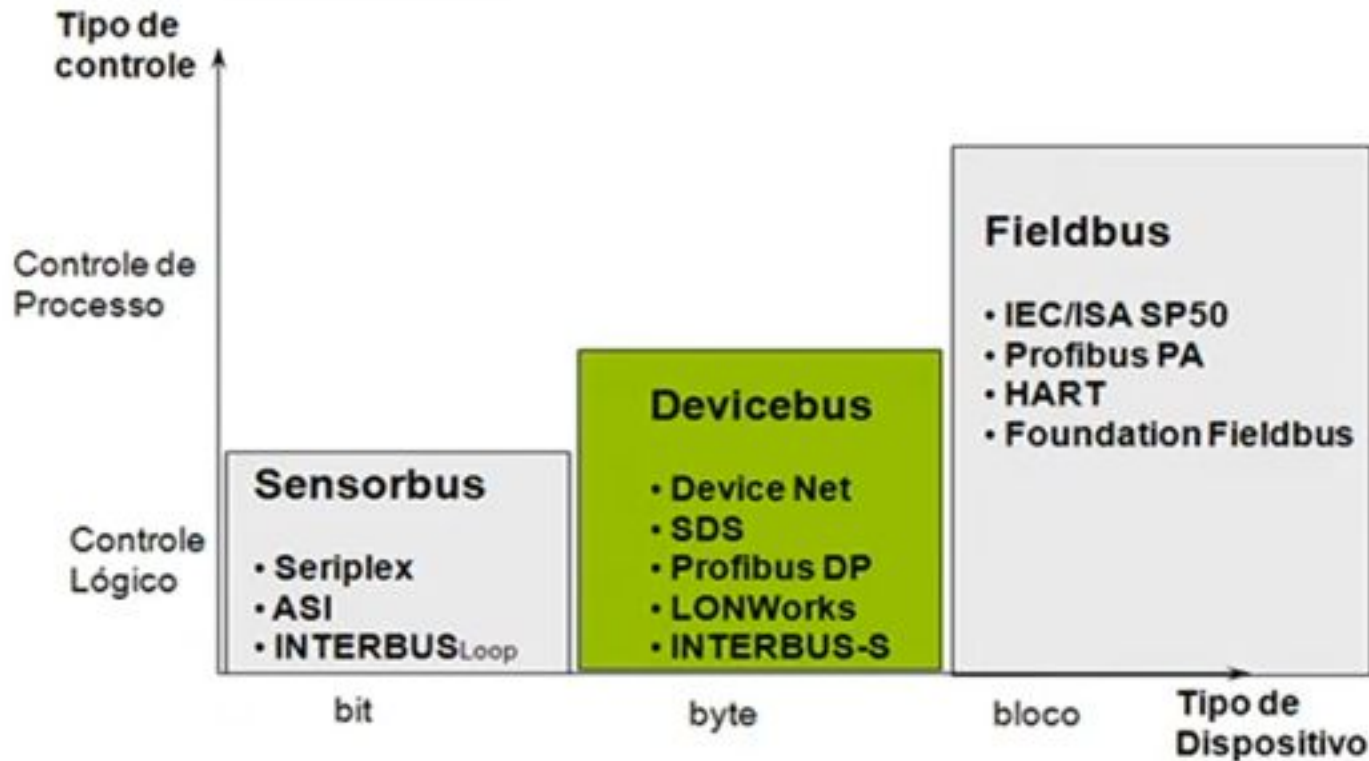 Tipo de
controle
Controle de
Processo
Controle
Lógico
Sensorbus
• Seriplex
• ASI
• INTERBUSLoop
Devicebus
• Device Net
• SDS
• Profibus DP
• LONWorks
• INTERBUS-S
Fieldbus
• IEC/ISA SP50
• Profibus PA
• HART
• Foundation Fieldbus
bit
byte
bloco
Tipo de
Dispositivo